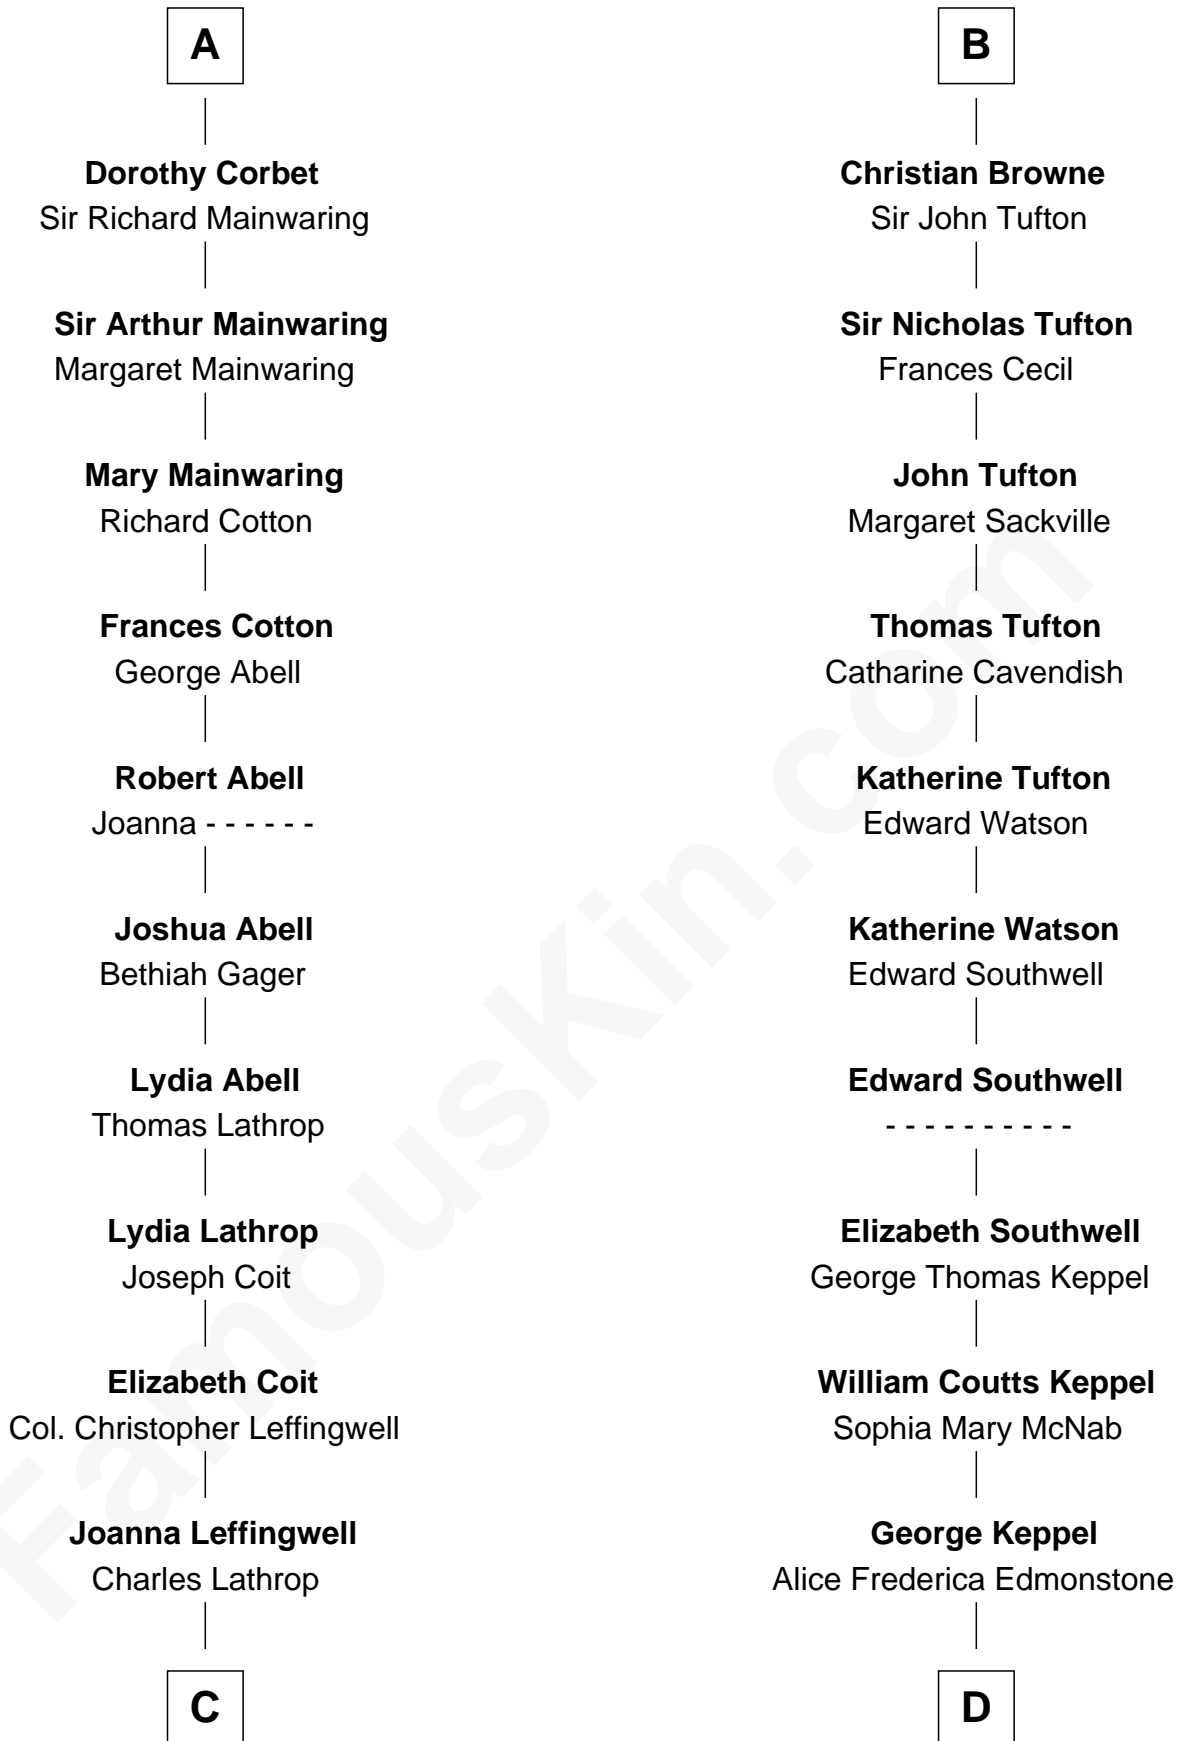 A
Dorothy Corbet
Sir Richard Mainwaring
Sir Arthur Mainwaring
Margaret Mainwaring
Mary Mainwaring
Richard Cotton
Frances Cotton
George Abell
Robert Abell
Joanna - - - - - -
Joshua Abell
Bethiah Gager
Lydia Abell
Thomas Lathrop
Lydia Lathrop
Joseph Coit
Elizabeth Coit
Col. Christopher Leffingwell
Joanna Leffingwell
Charles Lathrop
C
B
Christian Browne
Sir John Tufton
Sir Nicholas Tufton
Frances Cecil
John Tufton
Margaret Sackville
Thomas Tufton
Catharine Cavendish
Katherine Tufton
Edward Watson
Katherine Watson
Edward Southwell
Edward Southwell
- - - - - - - - - -
Elizabeth Southwell
George Thomas Keppel
William Coutts Keppel
Sophia Mary McNab
George Keppel
Alice Frederica Edmonstone
D
FamousKin.com